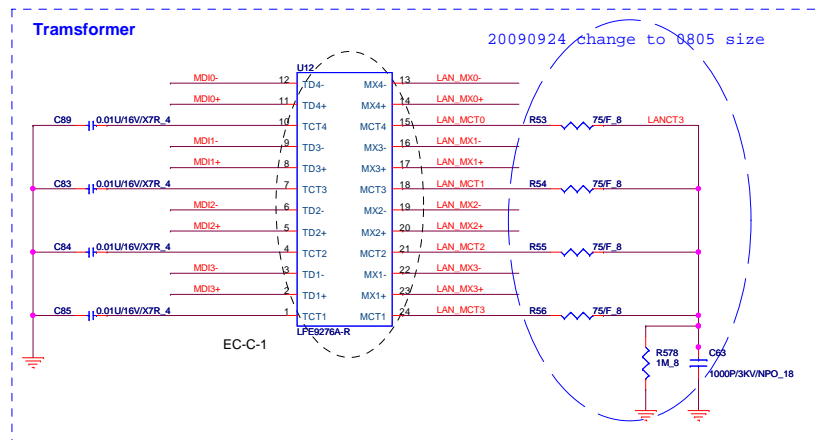 Tramsformer
20090924 change to 0805 size
U12
MDI0- 12 TD4- MX4- 13 LAN_MX0-
MDI0+ 11 TD4+ MX4+ 14 LAN_MX0+
C89 0.01U/16V/X7R_4 10 TCT4 MCT4 15 LAN_MCT0 R53 75/F_8 LANCT3
MDI1- 9 TD3- MX3- 16 LAN_MX1-
MDI1+ 8 TD3+ MX3+ 17 LAN_MX1+
C83 0.01U/16V/X7R_4 7 TCT3 MCT3 18 LAN_MCT1 R54 75/F_8
MDI2- 6 TD2- MX2- 19 LAN_MX2-
MDI2+ 5 TD2+ MX2+ 20 LAN_MX2+
C84 0.01U/16V/X7R_4 4 TCT2 MCT2 21 LAN_MCT2 R55 75/F_8
MDI3- 3 TD1- MX1- 22 LAN_MX3-
MDI3+ 2 TD1+ MX1+ 23 LAN_MX3+
C85 0.01U/16V/X7R_4 1 TCT1 MCT1 24 LAN_MCT3 R56 75/F_8
LFE9276A-R
EC-C-1
R578
1M_8
C63
1000P/3KV/NPO_18